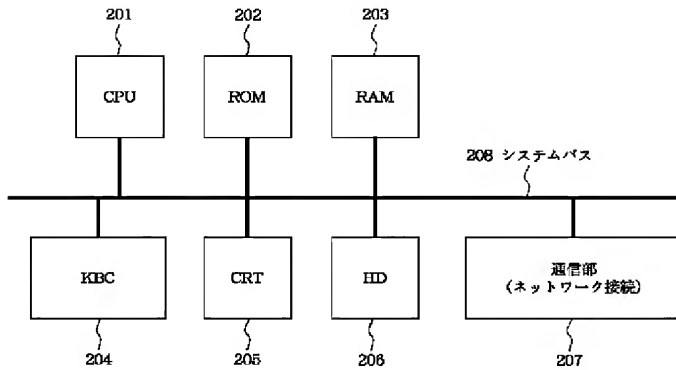 201
202
203
CPU
ROM
RAM
208 システムバス
KBC
CRT
HD
通信部
(ネットワーク接続)
204
205
206
207